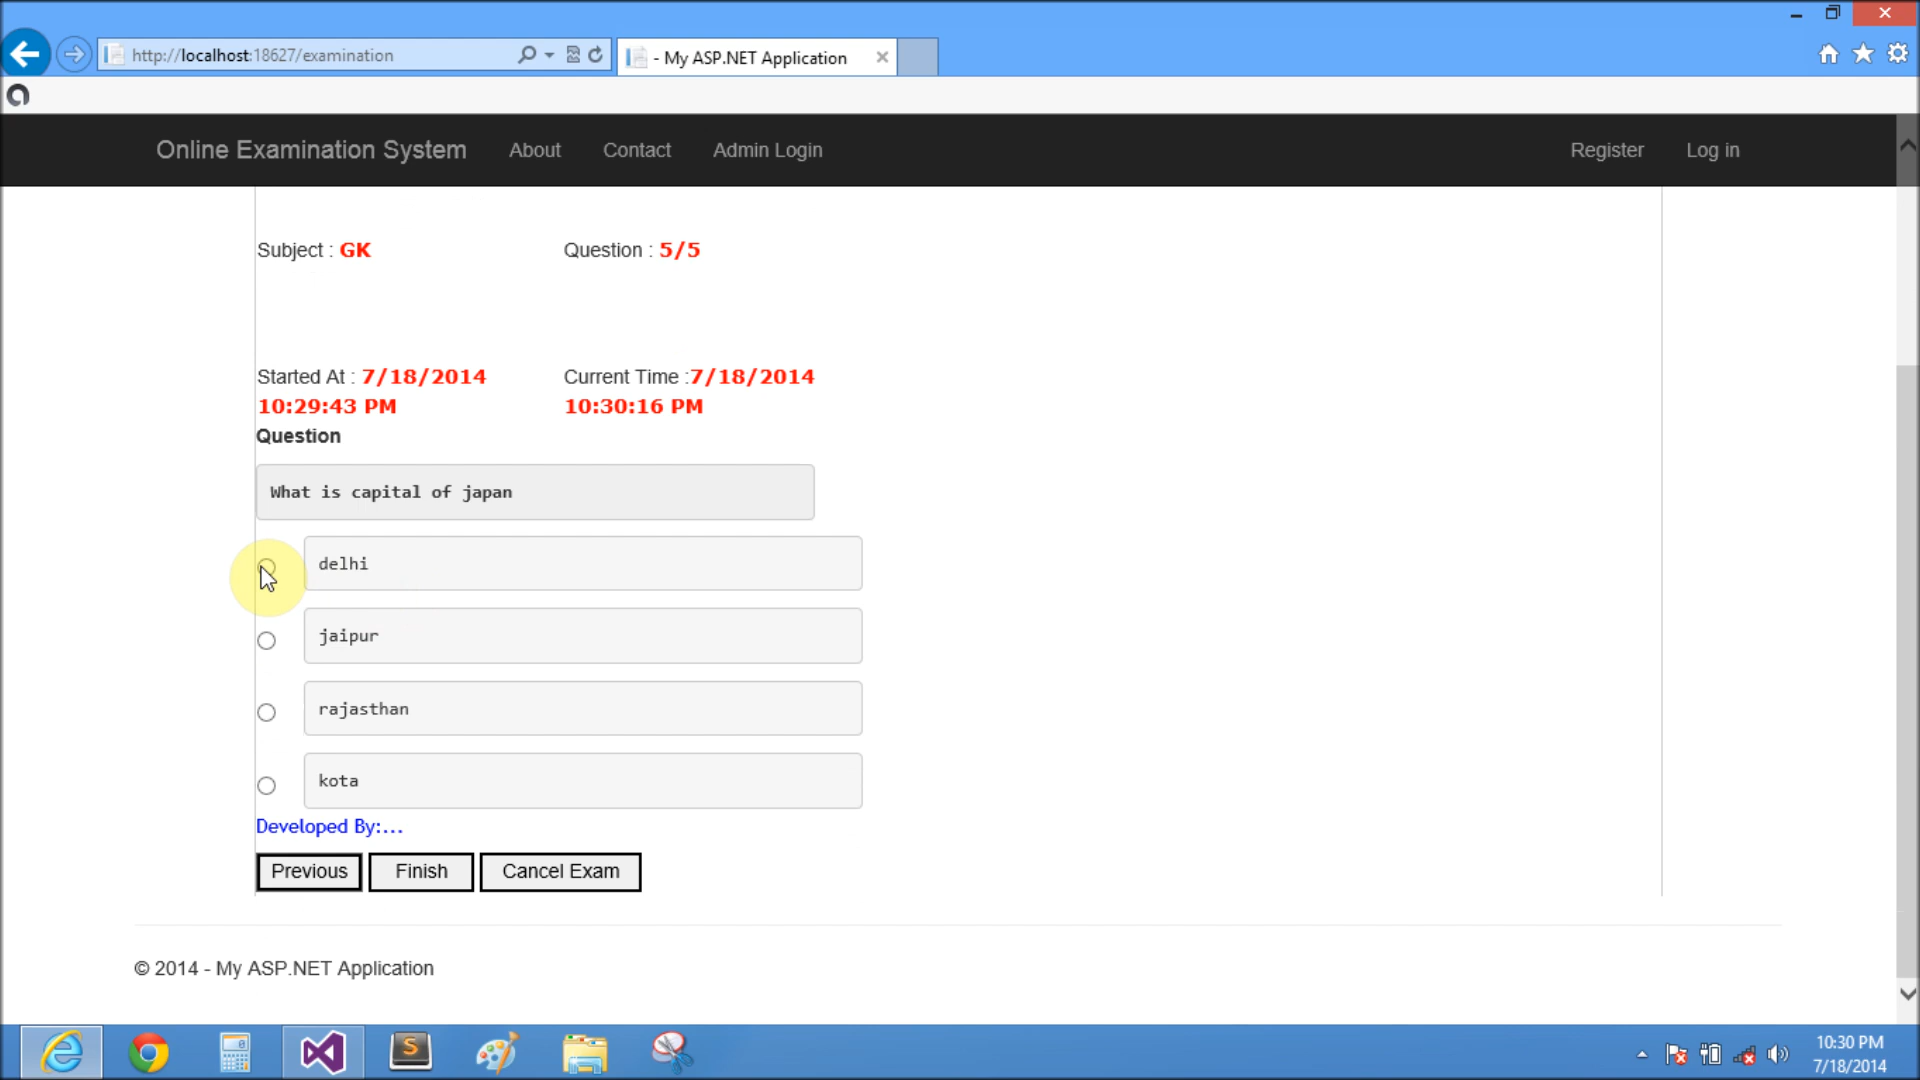 http://localhost:18627/examination
- My ASP.NET Application
Online Examination System
About
Contact
Admin Login
Register
Log in
Subject : GK
Question : 5/5
Started At : 7/18/2014
10:29:43 PM
Current Time :7/18/2014
10:30:16 PM
Question
What is capital of japan
delhi
jaipur
rajasthan
kota
Developed By:...
Previous
Finish
Cancel Exam
© 2014 - My ASP.NET Application
10:30 PM
7/18/2014